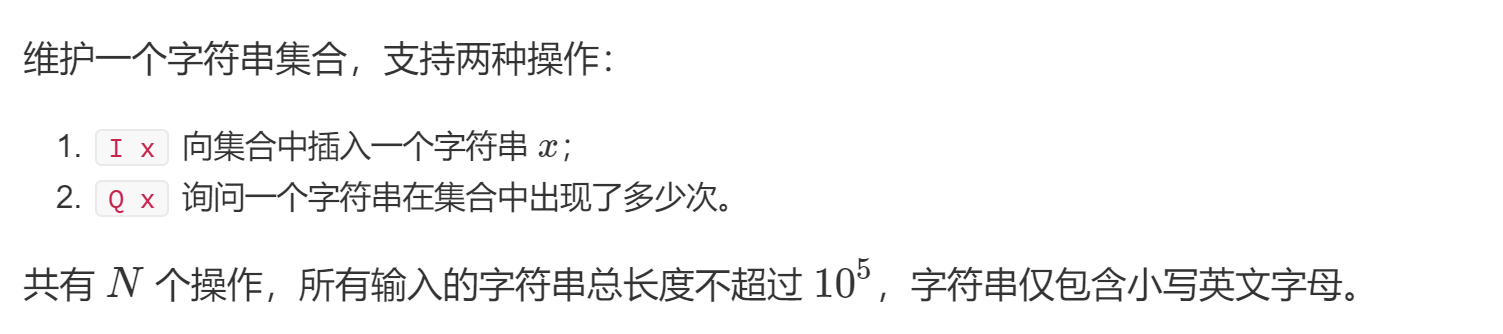 维护一个字符串集合，支持两种操作：
1. I x 向集合中插入一个字符串 x；
2. Q x 询问一个字符串在集合中出现了多少次。
共有 N 个操作，所有输入的字符串总长度不超过 10⁵，字符串仅包含小写英文字母。